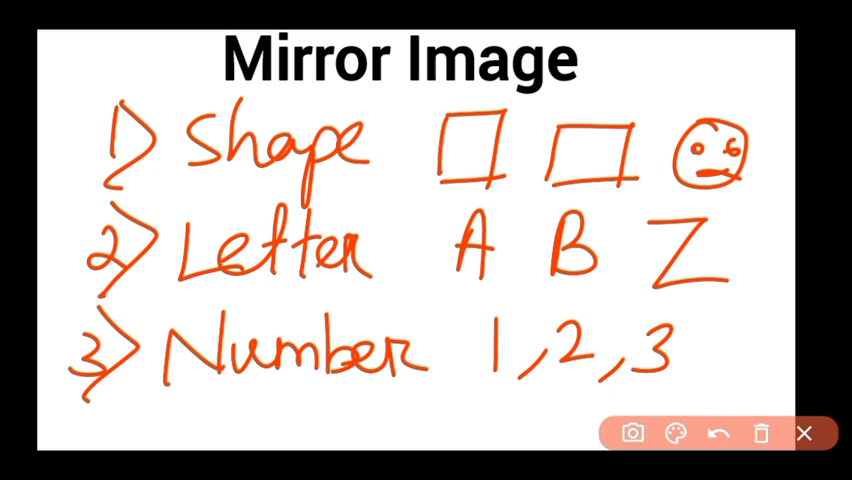 Mirror Image
1) Shape
2) Letter A B Z
3) Number 1, 2, 3